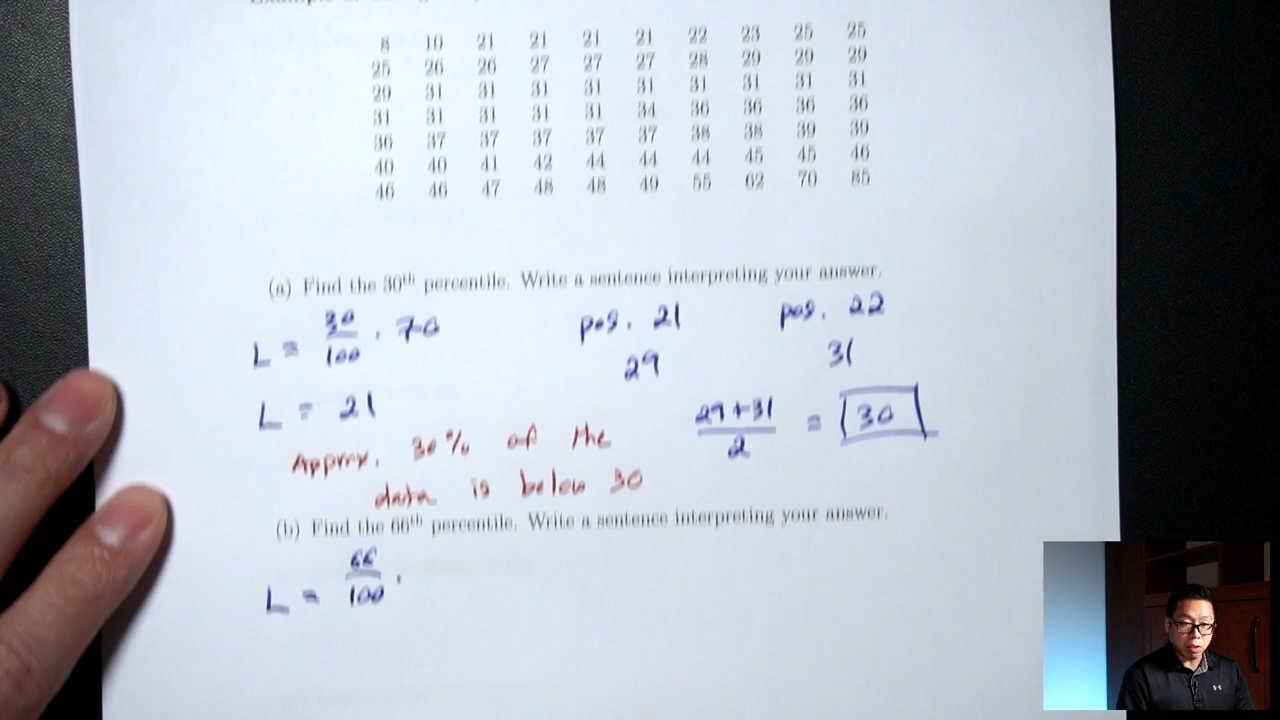 8 10 21 21 21 21 22 23 25 25
25 26 26 27 27 27 28 29 29 29
29 31 31 31 31 31 31 31 31 31
31 31 31 31 31 34 36 36 36 36
36 37 37 37 37 37 38 38 39 39
40 40 41 42 44 44 44 45 45 46
46 46 47 48 48 49 55 62 70 85
(a) Find the 30th percentile. Write a sentence interpreting your answer.
L = 30/100 . 70 pos. 21 pos. 22
29 31
L = 21 29+31/2 = 30
Approx. 30% of the
data is below 30
(b) Find the 66th percentile. Write a sentence interpreting your answer.
L = 66/100 .